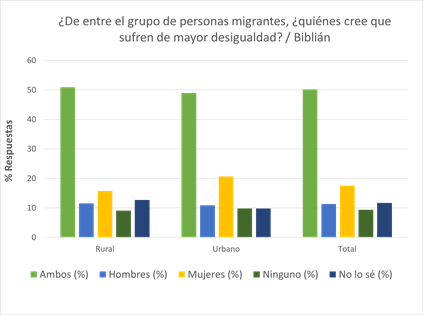 ¿De entre el grupo de personas migrantes, ¿quiénes cree que
sufren de mayor desigualdad? / Biblián
% Respuestas
60
50
40
30
20
10
0
Rural Urbano Total
Ambos (%) Hombres (%) Mujeres (%) Ninguno (%) No lo sé (%)